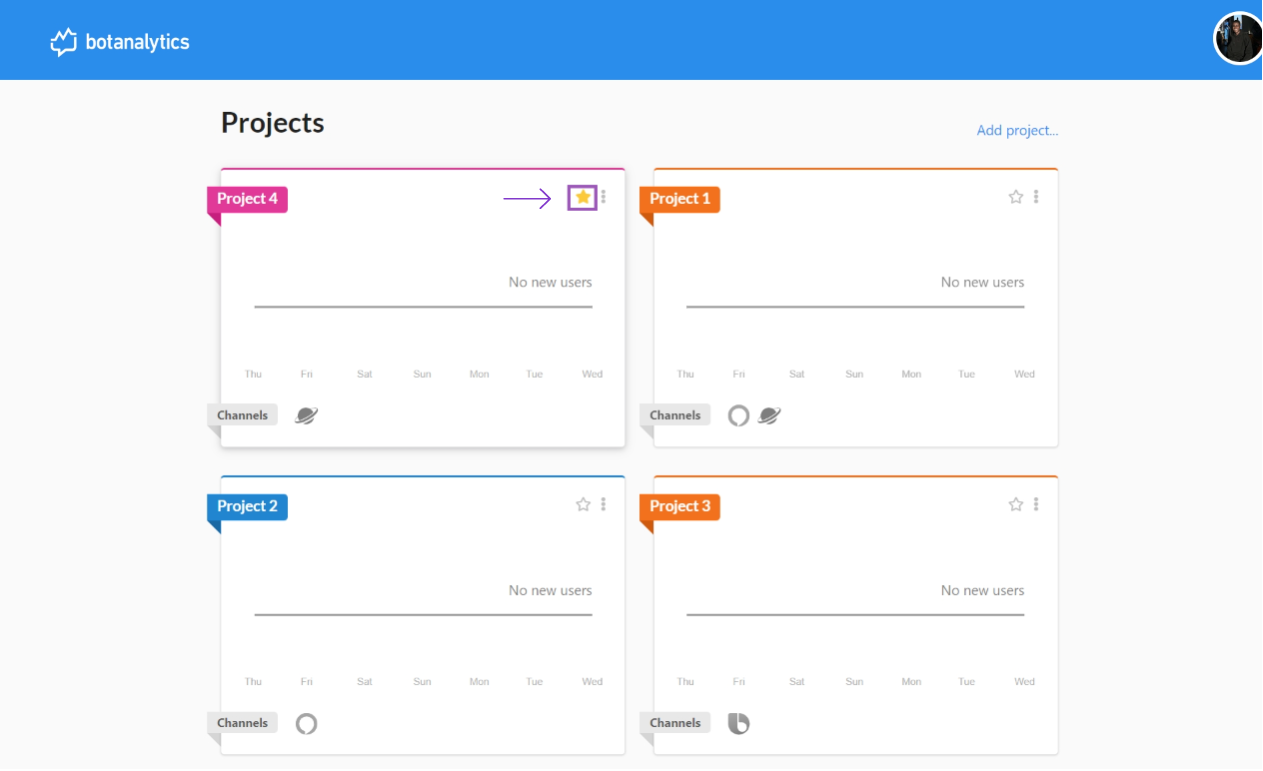 botanalytics
Projects
Add project...
Project 4
No new users
Thu Fri Sat Sun Mon Tue Wed
Channels
Project 1
No new users
Thu Fri Sat Sun Mon Tue Wed
Channels
Project 2
No new users
Thu Fri Sat Sun Mon Tue Wed
Channels
Project 3
No new users
Thu Fri Sat Sun Mon Tue Wed
Channels